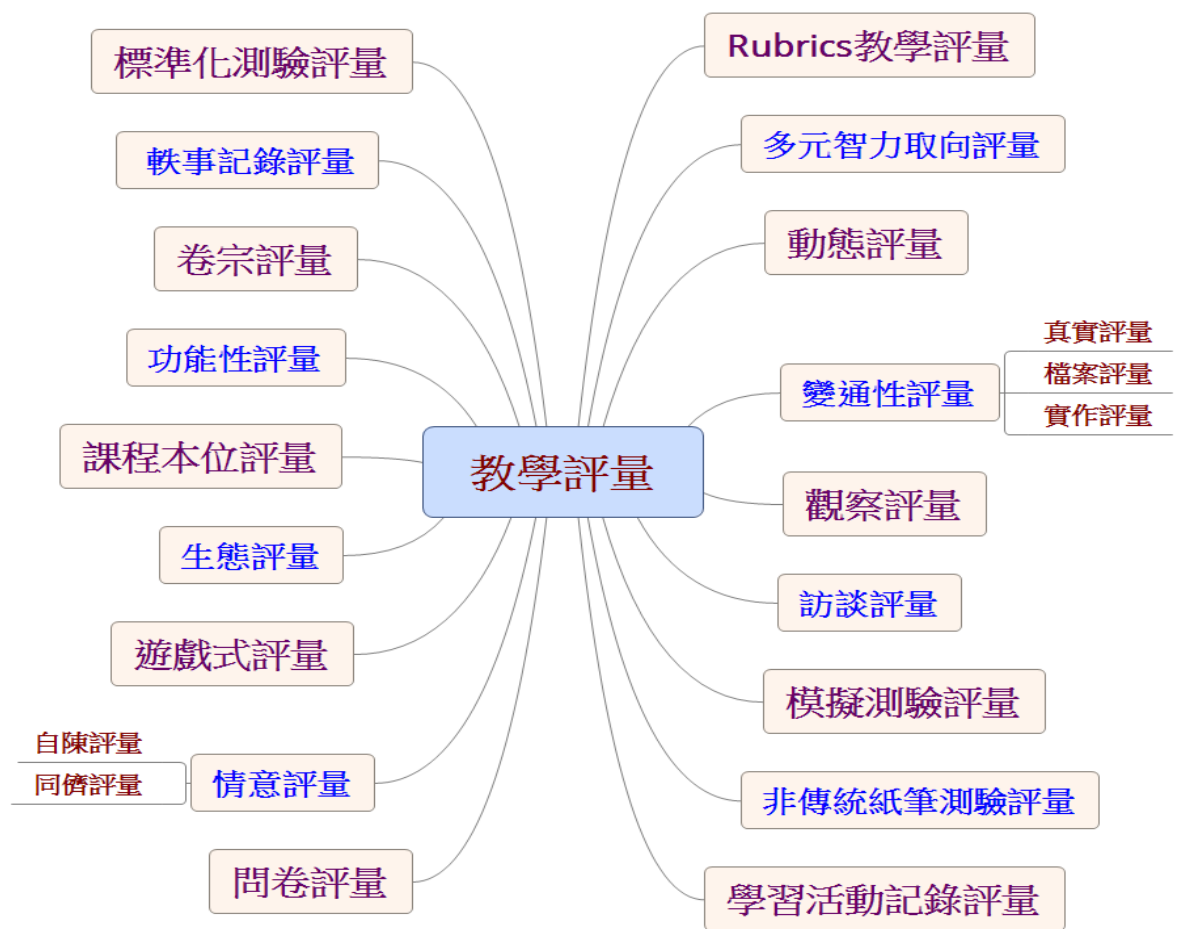 教學評量
標準化測驗評量
軼事記錄評量
卷宗評量
功能性評量
課程本位評量
生態評量
遊戲式評量
情意評量
自陳評量
同儕評量
問卷評量
Rubrics教學評量
多元智力取向評量
動態評量
變通性評量
真實評量
檔案評量
實作評量
觀察評量
訪談評量
模擬測驗評量
非傳統紙筆測驗評量
學習活動記錄評量